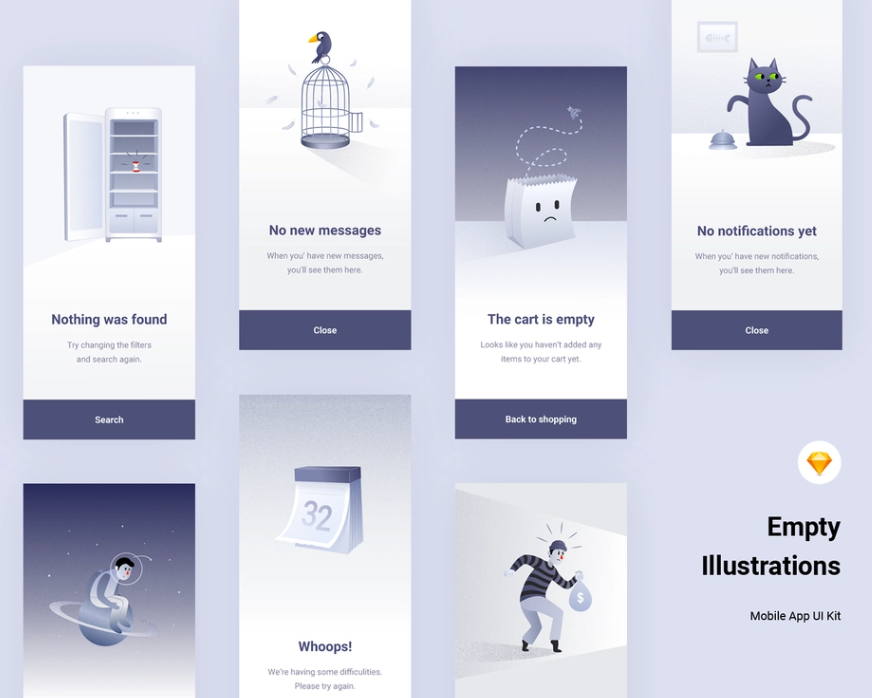 Nothing was found
Try changing the filters
and search again.
Search
No new messages
When you' have new messages,
you'll see them here.
Close
32
Whoops!
We're having some difficulities.
Please try again.
The cart is empty
Looks like you haven't added any
items to your cart yet.
Back to shopping
$
No notifications yet
When you' have new notifications,
you'll see them here.
Close
Empty
Illustrations
Mobile App UI Kit